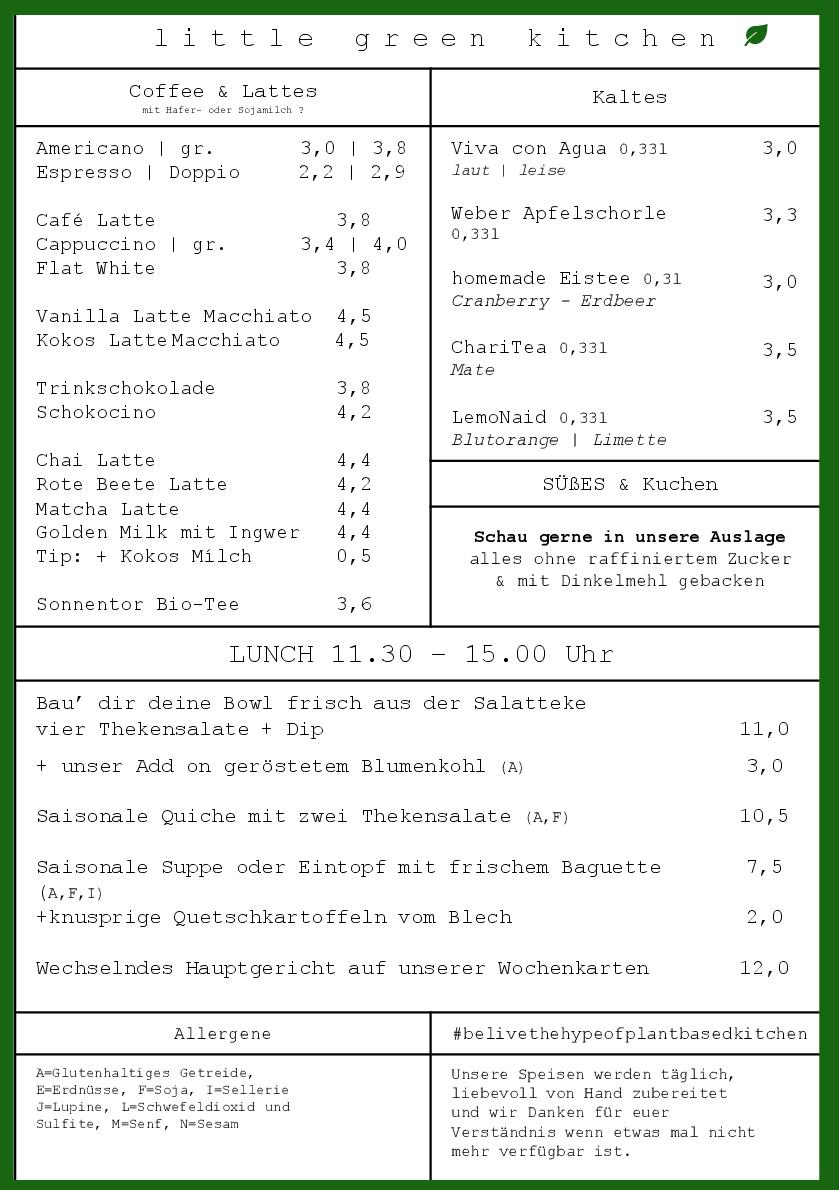 little green kitchen
Coffee & Lattes
mit Hafer- oder Sojamilch ?
Americano | gr. 3,0 | 3,8
Espresso | Doppio 2,2 | 2,9
Café Latte 3,8
Cappuccino | gr. 3,4 | 4,0
Flat White 3,8
Vanilla Latte Macchiato 4,5
Kokos Latte Macchiato 4,5
Trinkschokolade 3,8
Schokocino 4,2
Chai Latte 4,4
Rote Beete Latte 4,2
Matcha Latte 4,4
Golden Milk mit Ingwer 4,4
Tip: + Kokos Milch 0,5
Sonnentor Bio-Tee 3,6
Kaltes
Viva con Agua 0,33l 3,0
laut | leise
Weber Apfelschorle 3,3
0,33l
homemade Eistee 0,3l 3,0
Cranberry - Erdbeer
ChariTea 0,33l 3,5
Mate
LemoNaid 0,33l 3,5
Blutorange | Limette
SÜßES & Kuchen
Schau gerne in unsere Auslage
alles ohne raffiniertem Zucker
& mit Dinkelmehl gebacken
LUNCH 11.30 – 15.00 Uhr
Bau’ dir deine Bowl frisch aus der Salatteke
vier Thekensalate + Dip 11,0
+ unser Add on geröstetem Blumenkohl (A) 3,0
Saisonale Quiche mit zwei Thekensalate (A,F) 10,5
Saisonale Suppe oder Eintopf mit frischem Baguette 7,5
(A,F,I)
+knusprige Quetschkartoffeln vom Blech 2,0
Wechselndes Hauptgericht auf unserer Wochenkarten 12,0
Allergene
A=Glutenhaltiges Getreide,
E=Erdnüsse, F=Soja, I=Sellerie
J=Lupine, L=Schwefeldioxid und
Sulfite, M=Senf, N=Sesam
#belivethehypeofplantbasedkitchen
Unsere Speisen werden täglich,
liebevoll von Hand zubereitet
und wir Danken für euer
Verständnis wenn etwas mal nicht
mehr verfügbar ist.